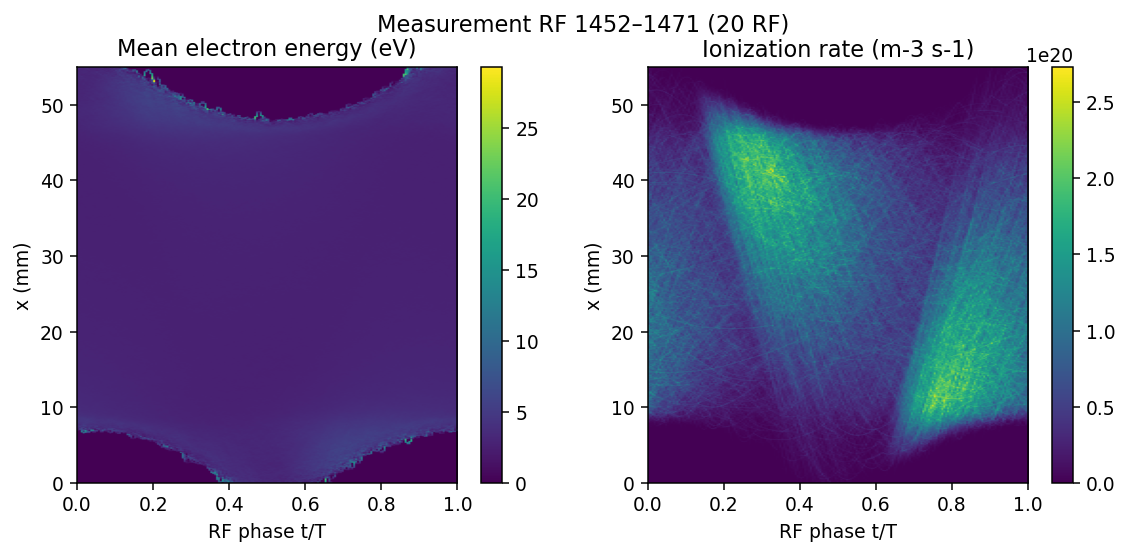 Measurement RF 1452–1471 (20 RF)
Mean electron energy (eV)
Ionization rate (m-3 s-1)
1e20
x (mm)
50
40
30
20
10
0
0.0 0.2 0.4 0.6 0.8 1.0
RF phase t/T
25
20
15
10
5
0
x (mm)
50
40
30
20
10
0
0.0 0.2 0.4 0.6 0.8 1.0
RF phase t/T
2.5
2.0
1.5
1.0
0.5
0.0